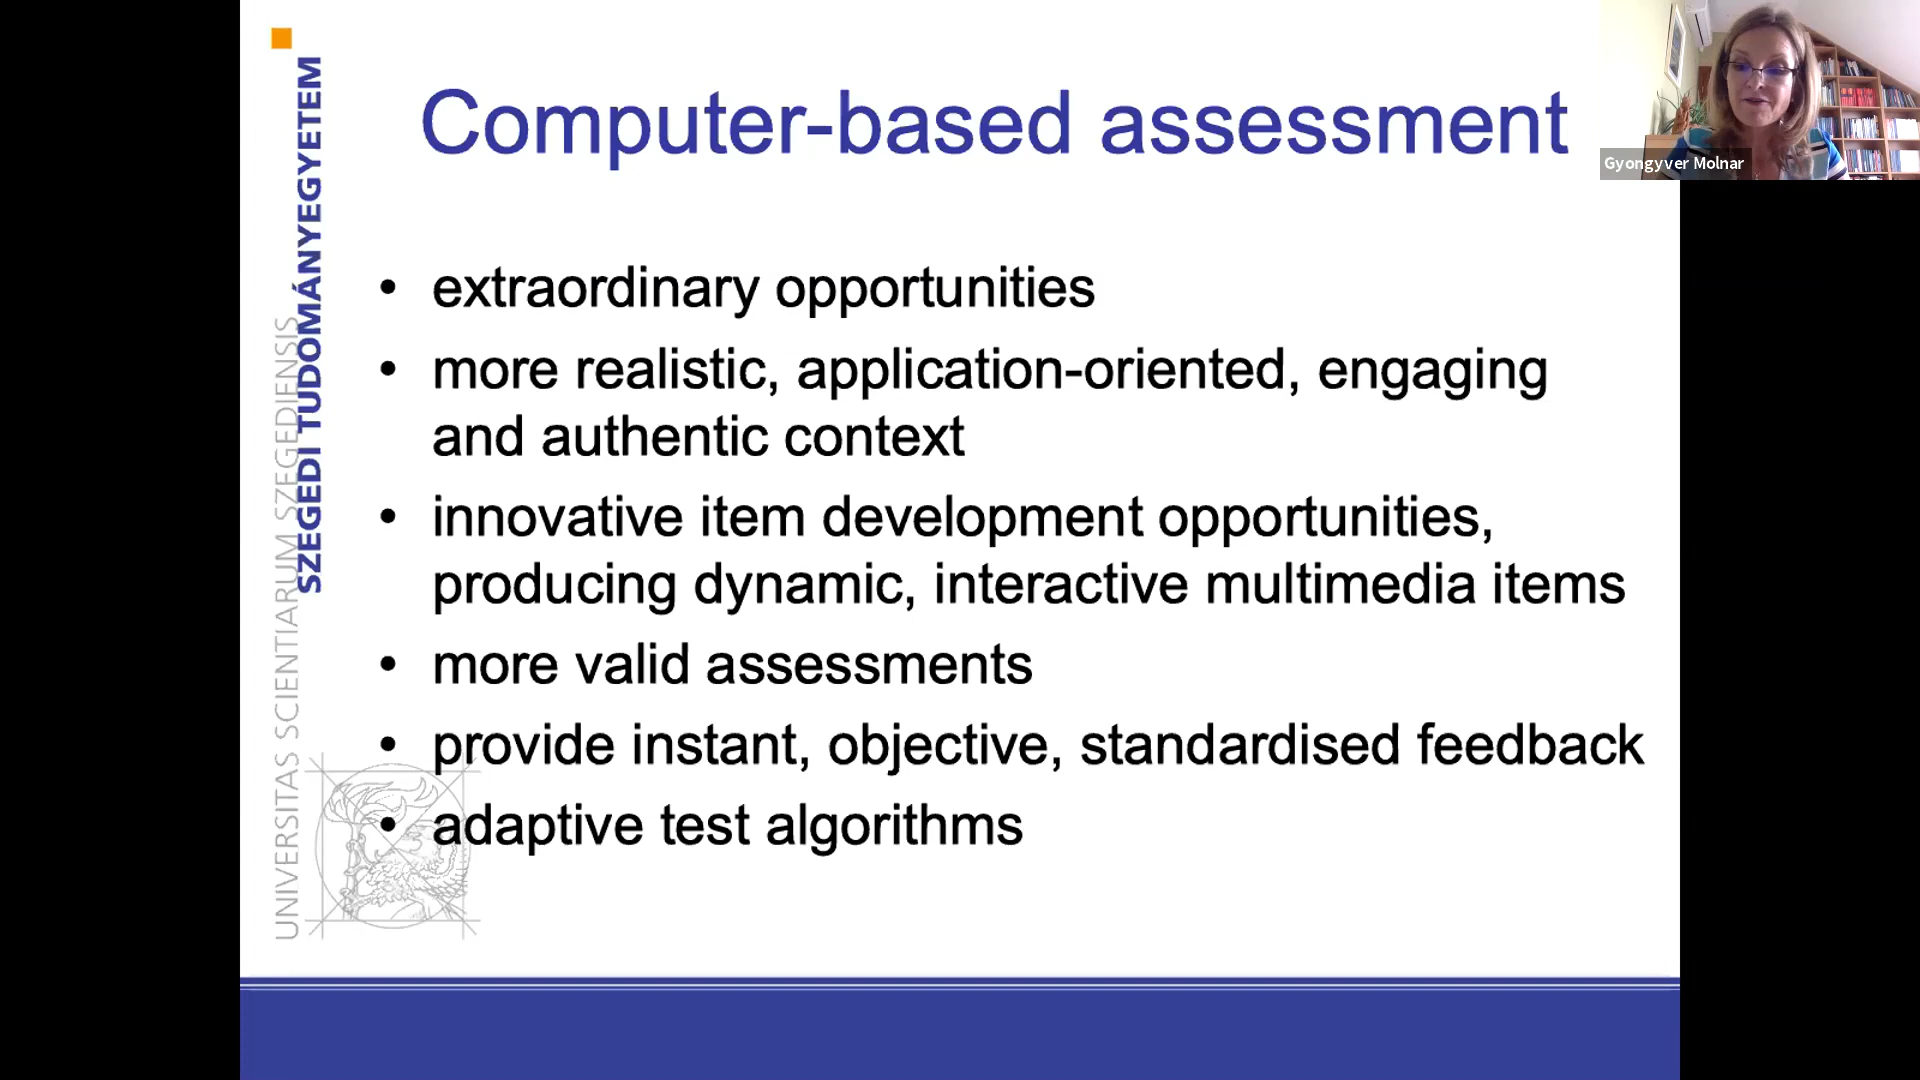 Computer-based assessment
• extraordinary opportunities
• more realistic, application-oriented, engaging
and authentic context
• innovative item development opportunities,
producing dynamic, interactive multimedia items
• more valid assessments
• provide instant, objective, standardised feedback
• adaptive test algorithms
SZEGEDI TUDOMÁNYEGYETEM
UNIVERSITAS SCIENTIARUM SZEGEDIENSIS
Gyongyver Molnar